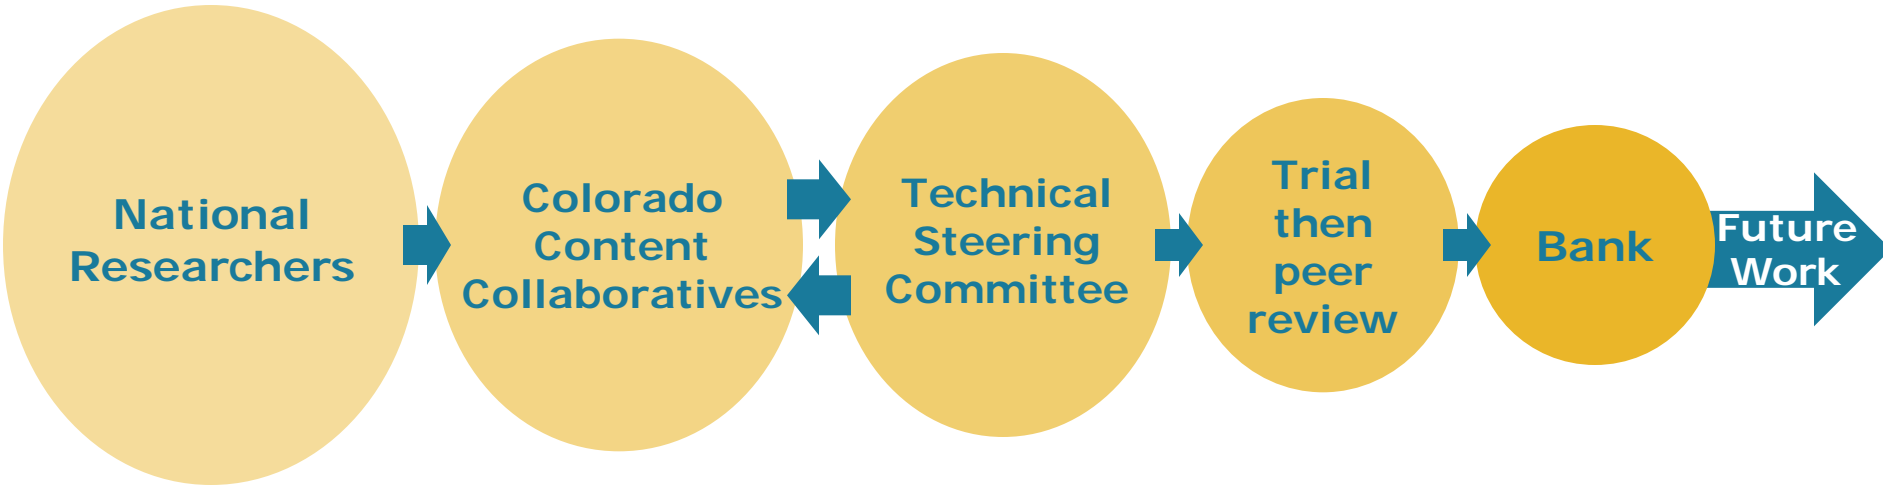 National
Researchers
Colorado
Content
Collaboratives
Technical
Steering
Committee
Trial
then
peer
review
Bank
Future
Work